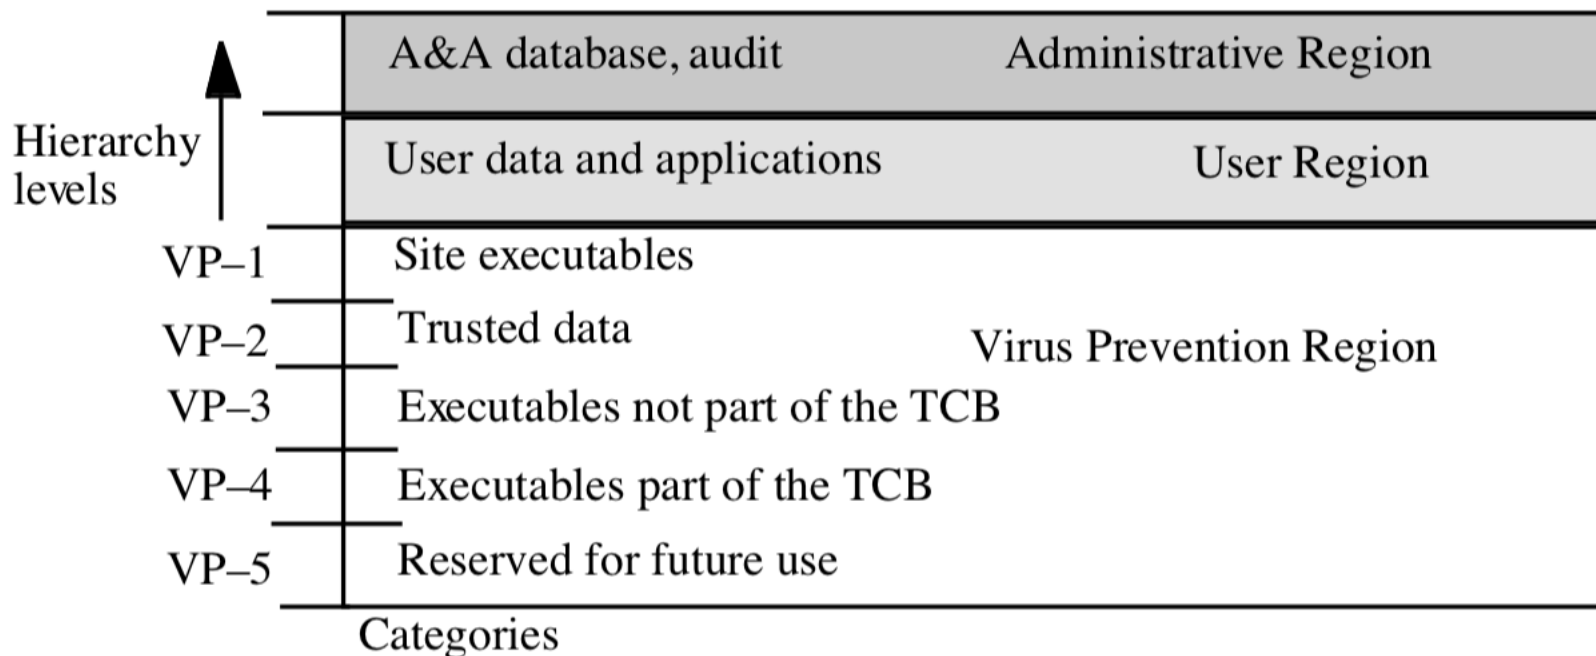 A&A database, audit Administrative Region
Hierarchy
levels
User data and applications User Region
VP–1 Site executables
VP–2 Trusted data Virus Prevention Region
VP–3 Executables not part of the TCB
VP–4 Executables part of the TCB
VP–5 Reserved for future use
Categories